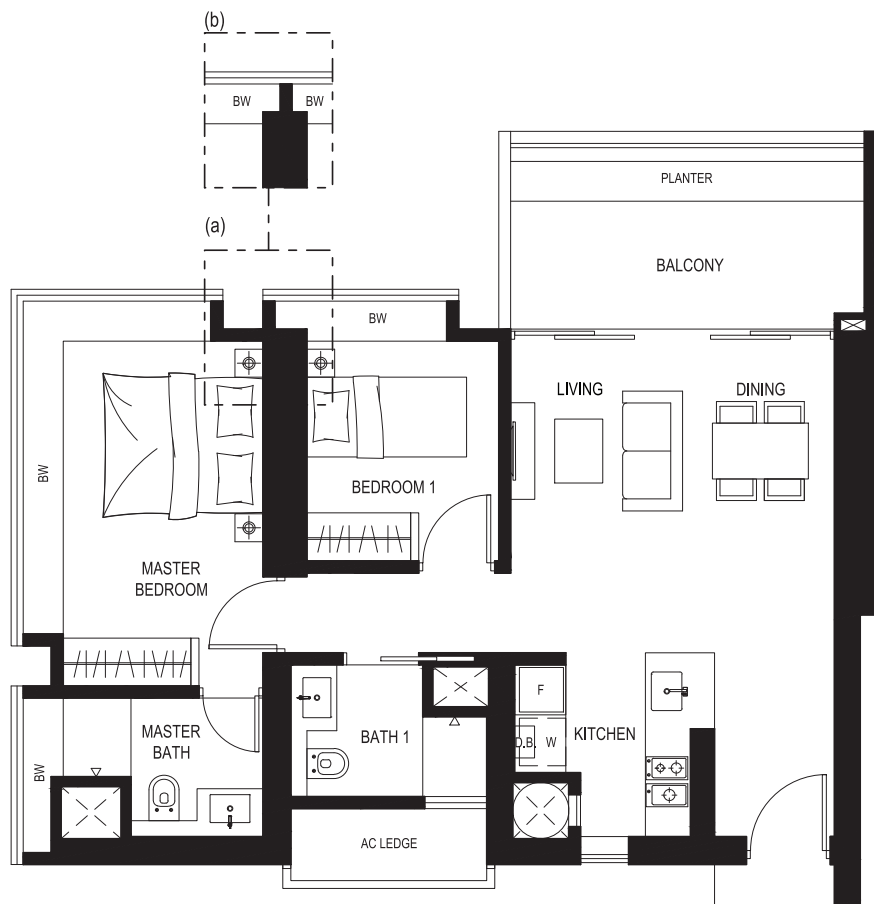 (b)
BW
BW
(a)
PLANTER
BALCONY
BW
LIVING
DINING
BW
BEDROOM 1
MASTER
BEDROOM
F
D.B.
W
KITCHEN
MASTER
BATH
BATH 1
BW
AC LEDGE